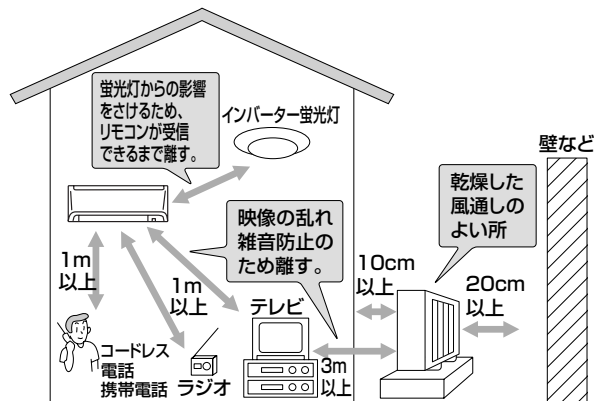 蛍光灯からの影響
をさけるため、
リモコンが受信
できるまで離す。
インバーター蛍光灯
壁など
乾燥した
風通しの
よい所
映像の乱れ
雑音防止の
ため離す。
1m
以上
1m
以上
10cm
以上
20cm
以上
テレビ
3m
以上
コードレス
電話
携帯電話
ラジオ